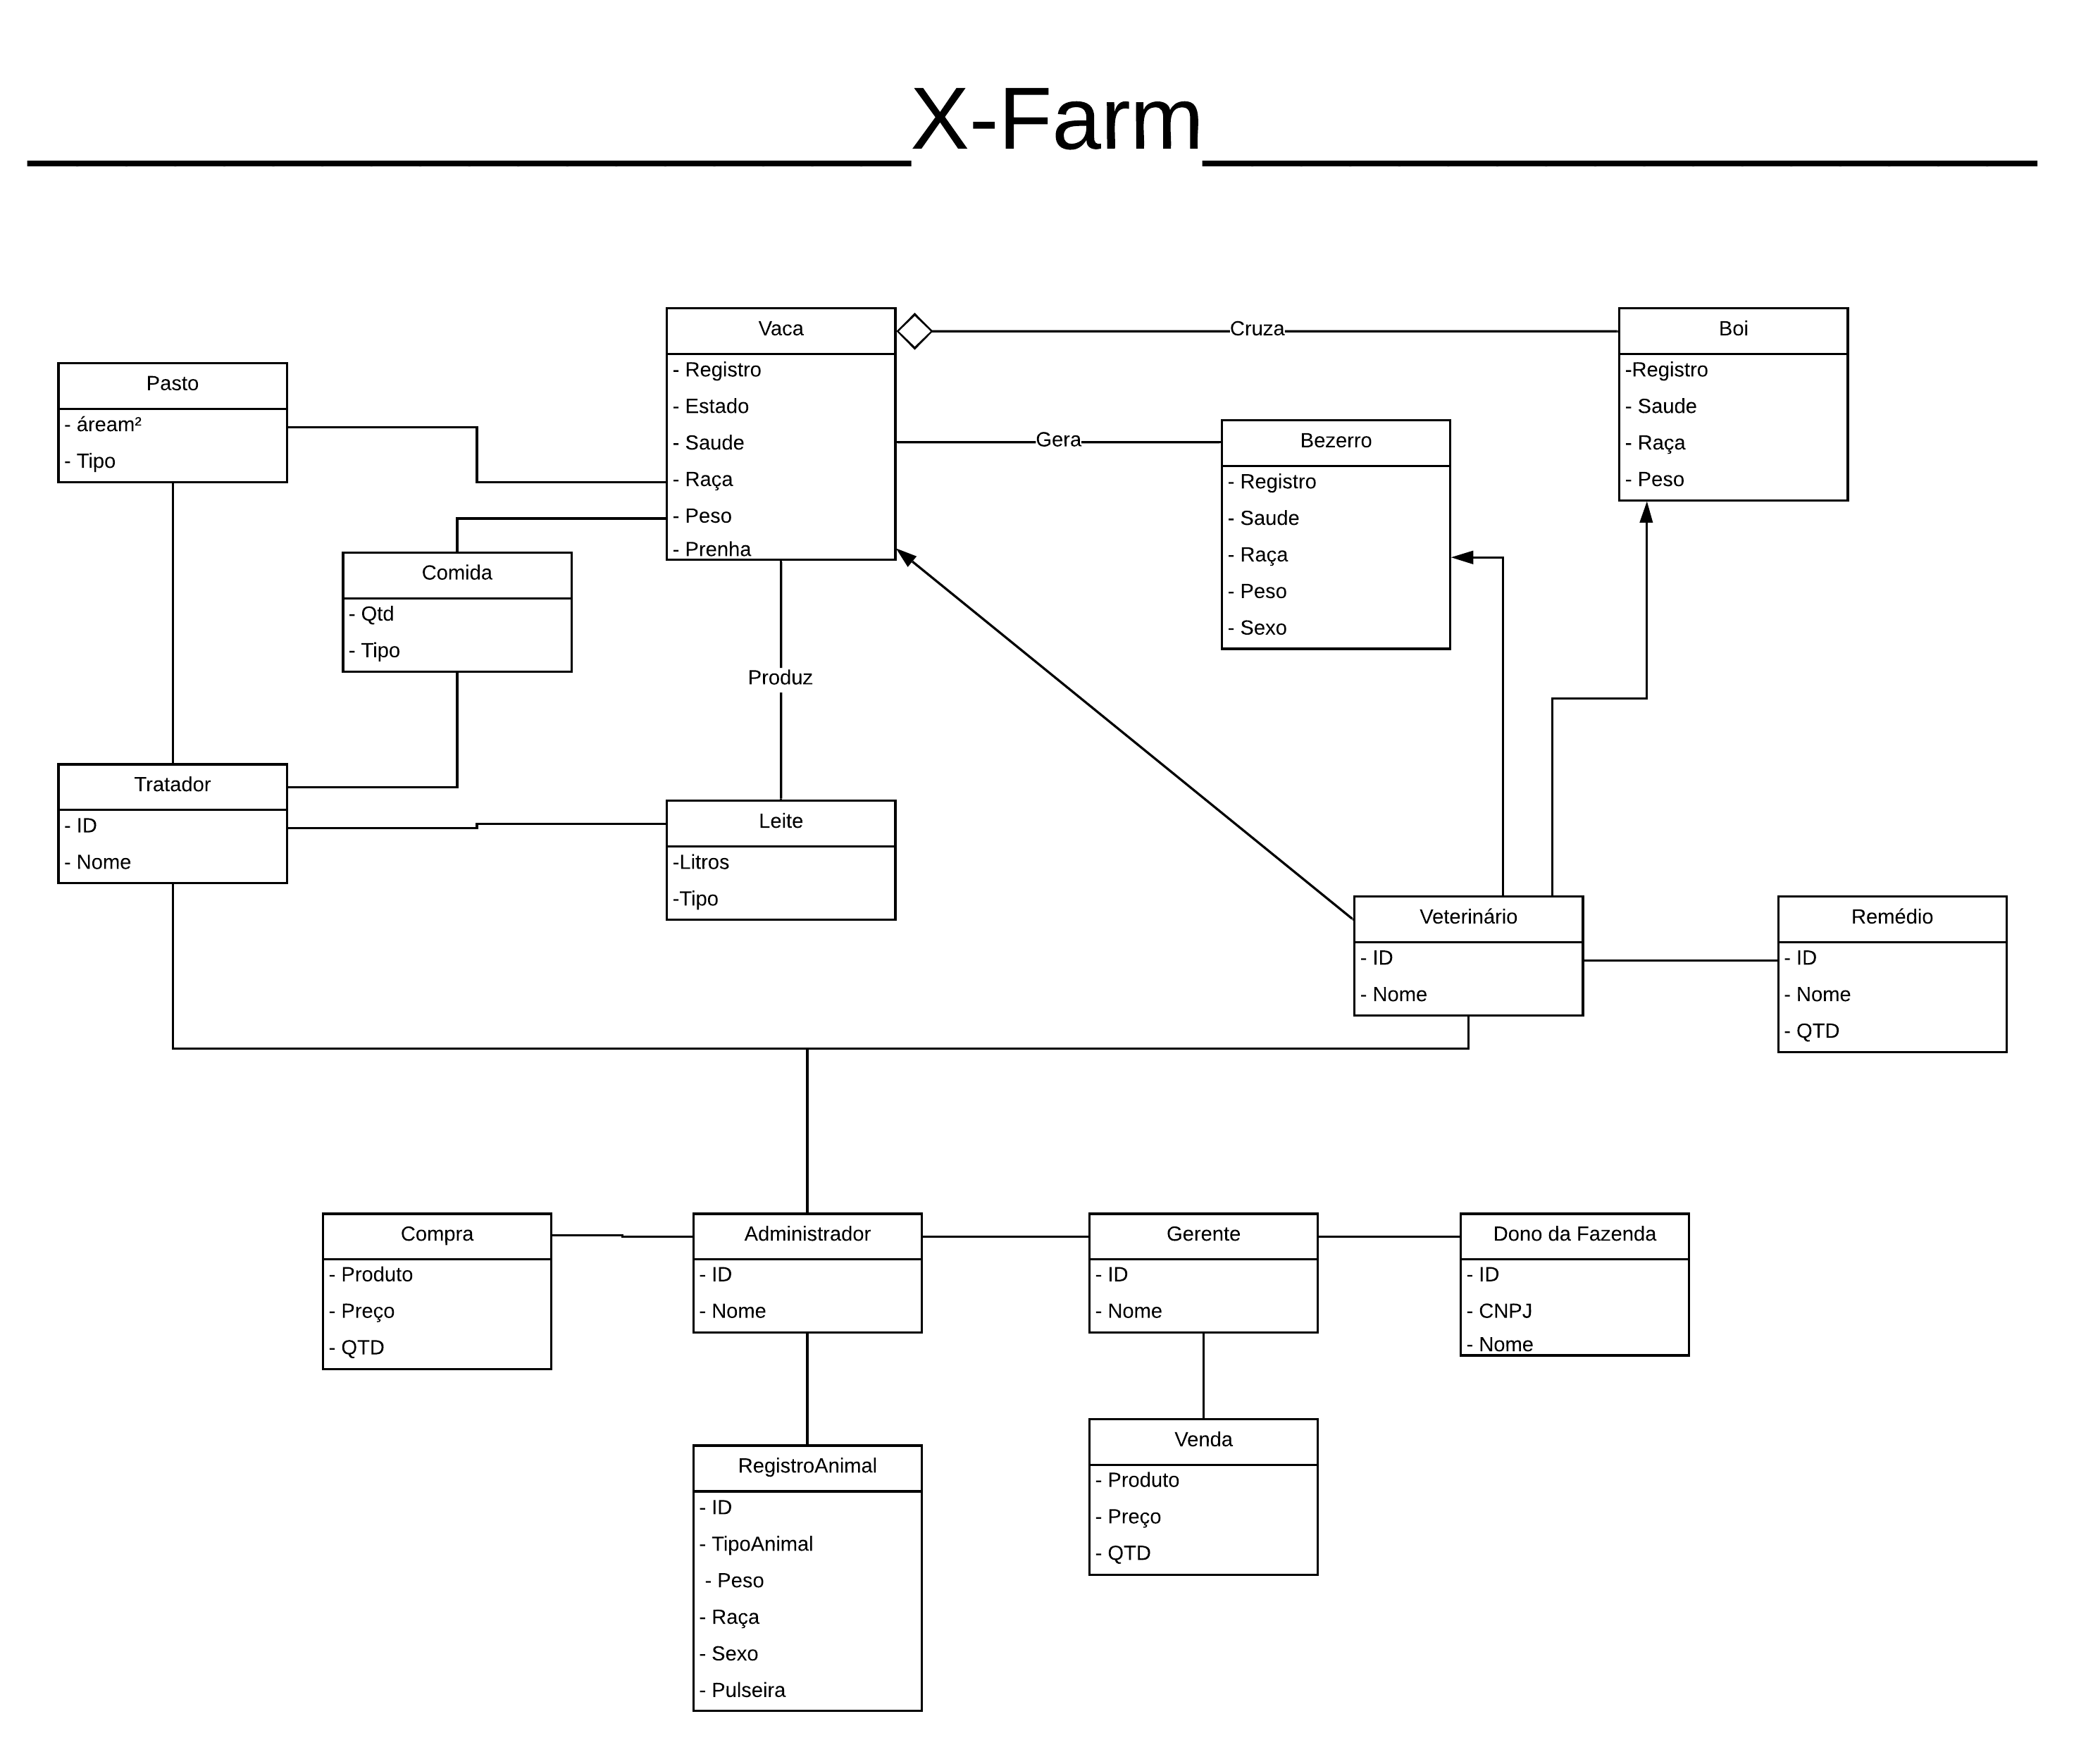 X-Farm
Vaca
- Registro
- Estado
- Saude
- Raça
- Peso
- Prenha
Cruza
Boi
-Registro
- Saude
- Raça
- Peso
Pasto
- áream²
- Tipo
Gera
Bezerro
- Registro
- Saude
- Raça
- Peso
- Sexo
Comida
- Qtd
- Tipo
Produz
Tratador
- ID
- Nome
Leite
-Litros
-Tipo
Veterinário
- ID
- Nome
Remédio
- ID
- Nome
- QTD
Compra
- Produto
- Preço
- QTD
Administrador
- ID
- Nome
Gerente
- ID
- Nome
Dono da Fazenda
- ID
- CNPJ
- Nome
RegistroAnimal
- ID
- TipoAnimal
- Peso
- Raça
- Sexo
- Pulseira
Venda
- Produto
- Preço
- QTD